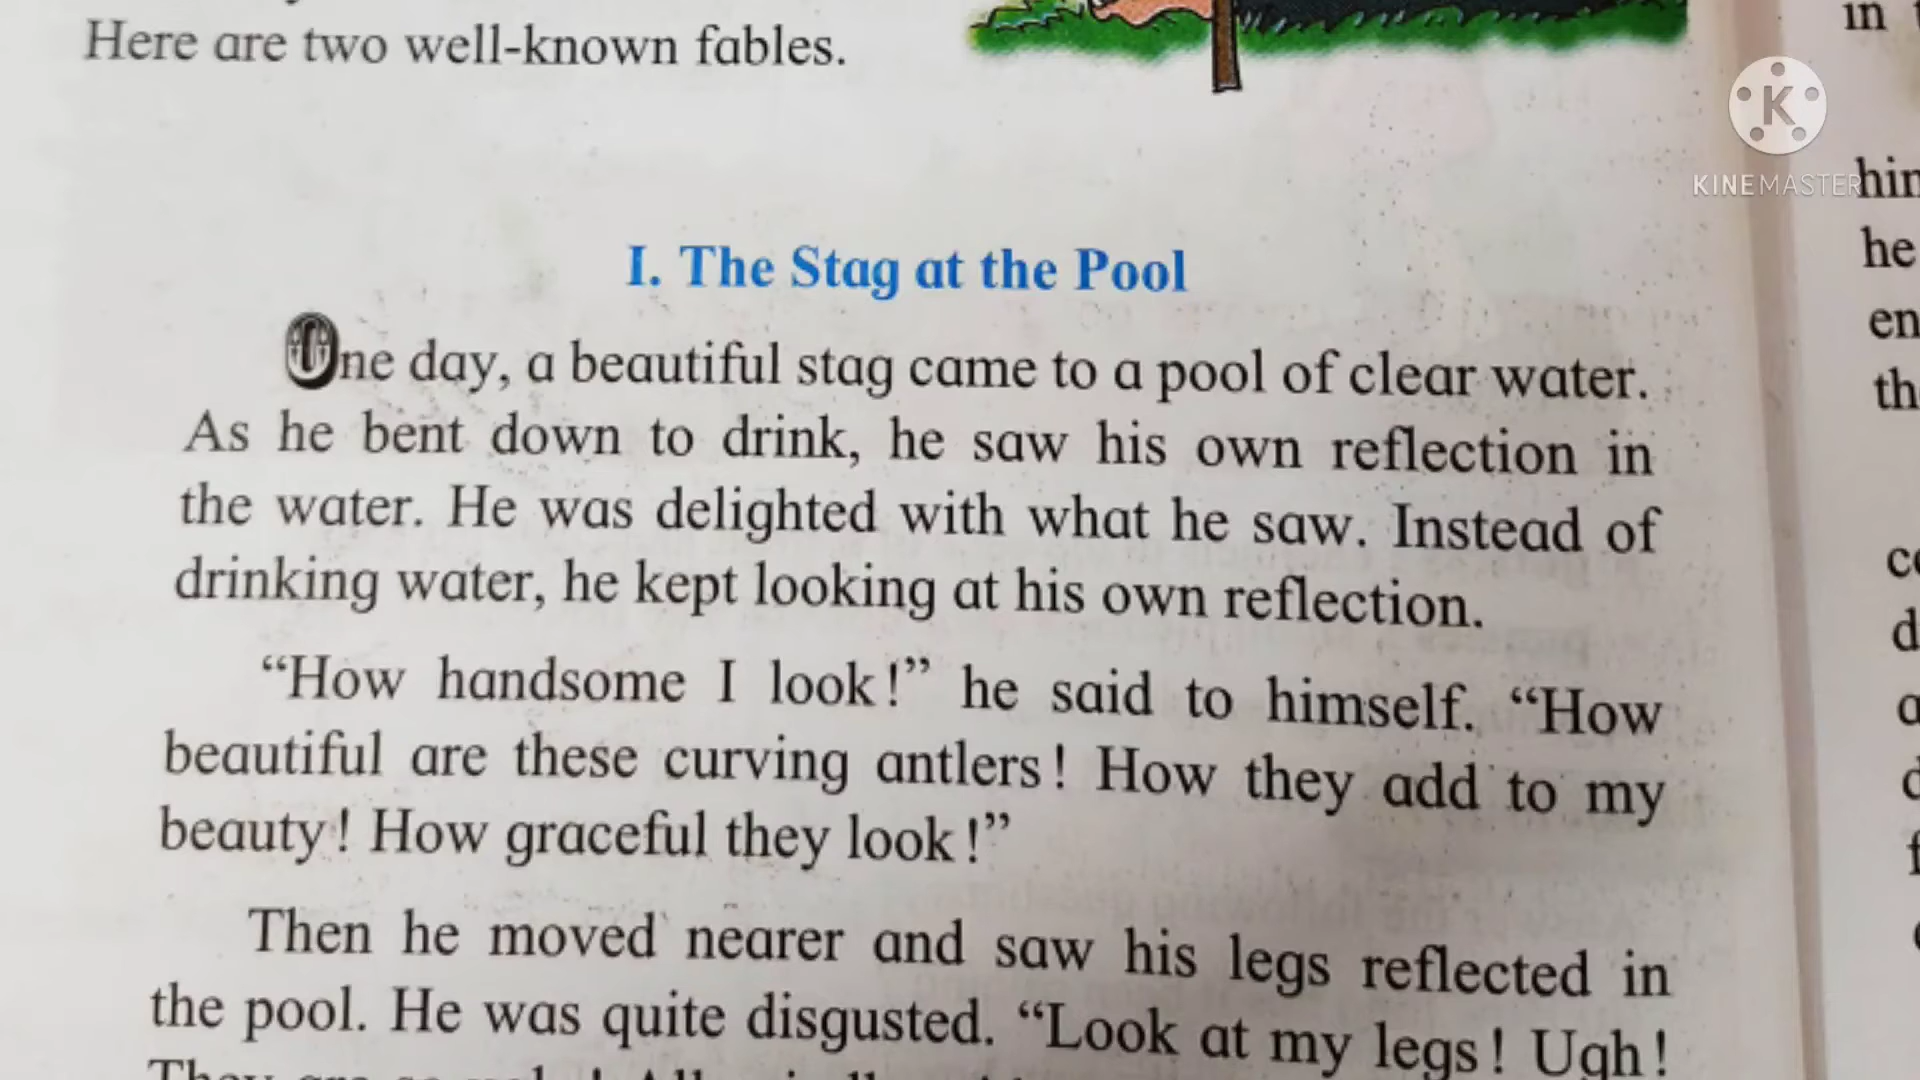 Here are two well-known fables.
KINEMASTER
I. The Stag at the Pool
One day, a beautiful stag came to a pool of clear water.
As he bent down to drink, he saw his own reflection in
the water. He was delighted with what he saw. Instead of
drinking water, he kept looking at his own reflection.
“How handsome I look!” he said to himself. “How
beautiful are these curving antlers! How they add to my
beauty! How graceful they look!”
Then he moved nearer and saw his legs reflected in
the pool. He was quite disgusted. “Look at my legs! Ugh!
in
he